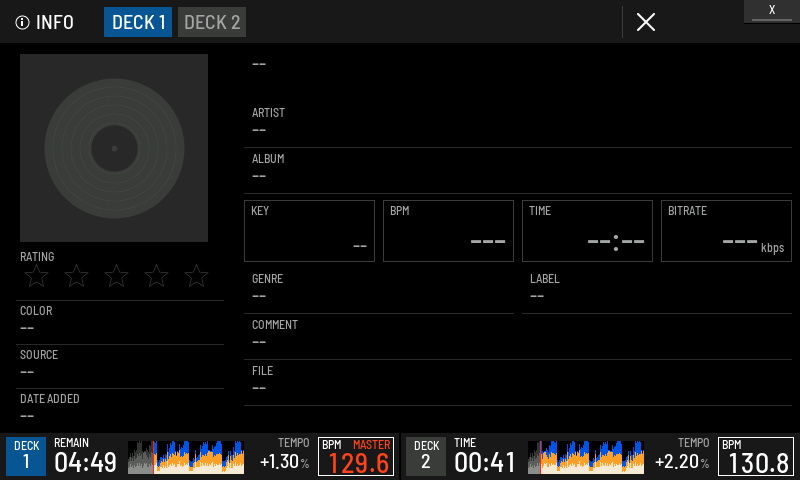 INFO DECK 1 DECK 2 X
--
ARTIST
--
ALBUM
--
KEY BPM TIME BITRATE
-- --- --:-- --- kbps
RATING
GENRE LABEL
-- --
COLOR
--
COMMENT
--
SOURCE
--
FILE
--
DATE ADDED
--
DECK 1 REMAIN 04:49 TEMPO +1.30% BPM MASTER 129.6
DECK 2 TIME 00:41 TEMPO +2.20% BPM 130.8